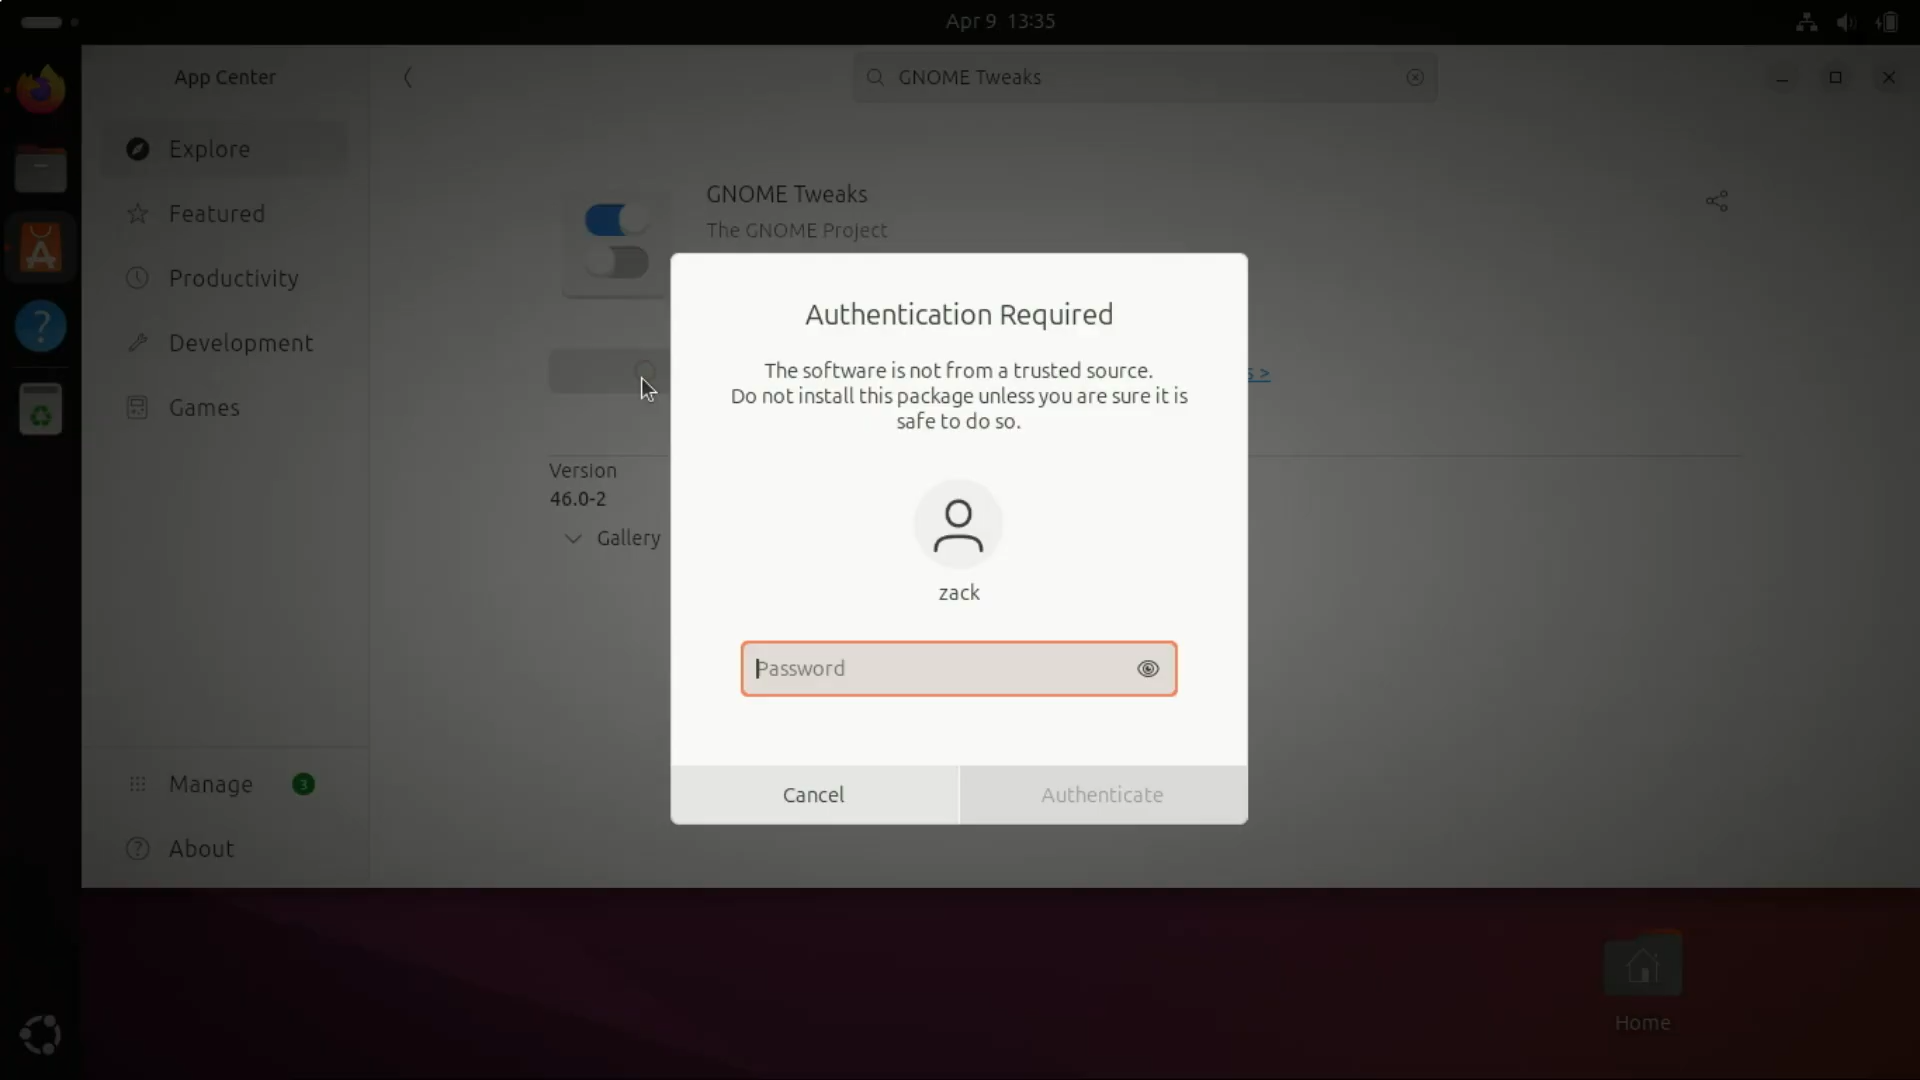 Apr 9 13:35
App Center
GNOME Tweaks
Explore
Featured
Productivity
Development
Games
Manage
3
About
GNOME Tweaks
The GNOME Project
s >
Version
46.0-2
Gallery
Authentication Required
The software is not from a trusted source.
Do not install this package unless you are sure it is
safe to do so.
zack
Password
Cancel
Authenticate
Home